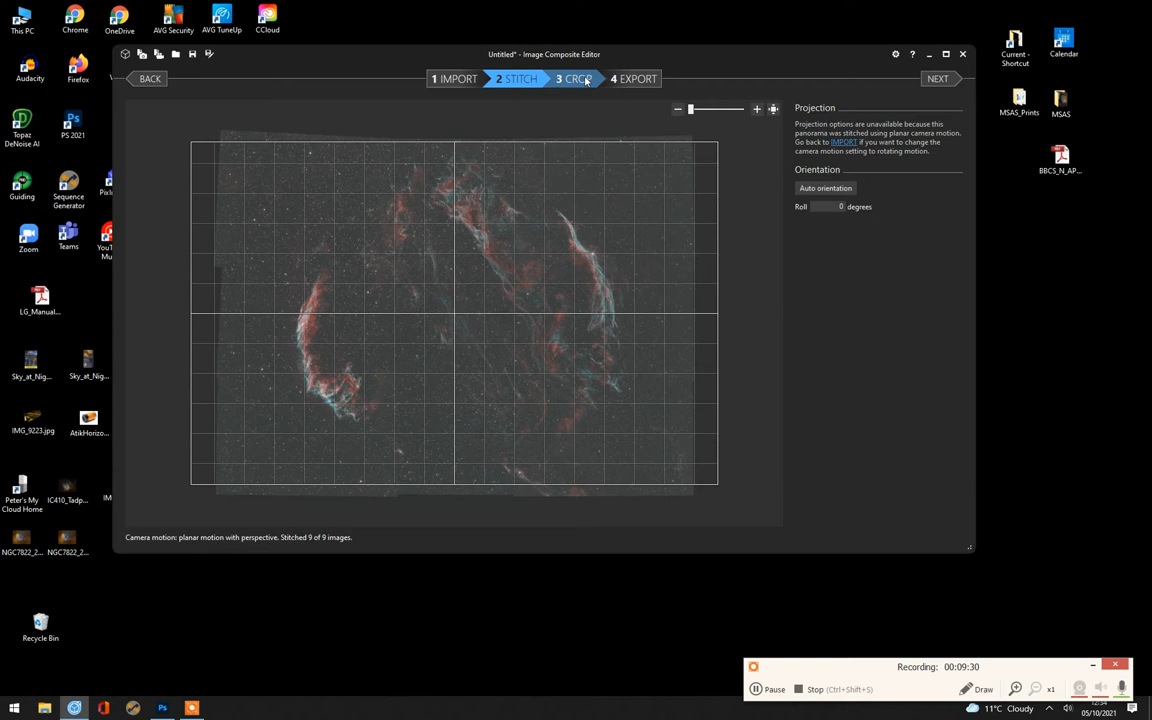 This PC
Chrome
OneDrive
AVG Security
AVG TuneUp
CCloud
Audacity
Firefox
Topaz
DeNoise AI
PS 2021
Guiding
Sequence
Generator
Zoom
Teams
LG_Manual...
Sky_at_Nig...
Sky_at_Nig...
IMG_9223.jpg
AtikHorizo...
Peter's My
Cloud Home
IC410_Tadp...
NGC7822_2...
NGC7822_2...
Recycle Bin
Untitled* - Image Composite Editor
BACK
1 IMPORT
2 STITCH
3 CROP
4 EXPORT
NEXT
Projection
Projection options are unavailable because this
panorama was stitched using planar camera motion.
Go back to IMPORT if you want to change the
camera motion setting to rotating motion.
Orientation
Auto orientation
Roll 0 degrees
Camera motion: planar motion with perspective. Stitched 9 of 9 images.
Current -
Shortcut
Calendar
MSAS_Prints
MSAS
BBCS_N_AP...
Recording: 00:09:30
Pause
Stop (Ctrl+Shift+S)
Draw
x1
11°C Cloudy
12:54
05/10/2021